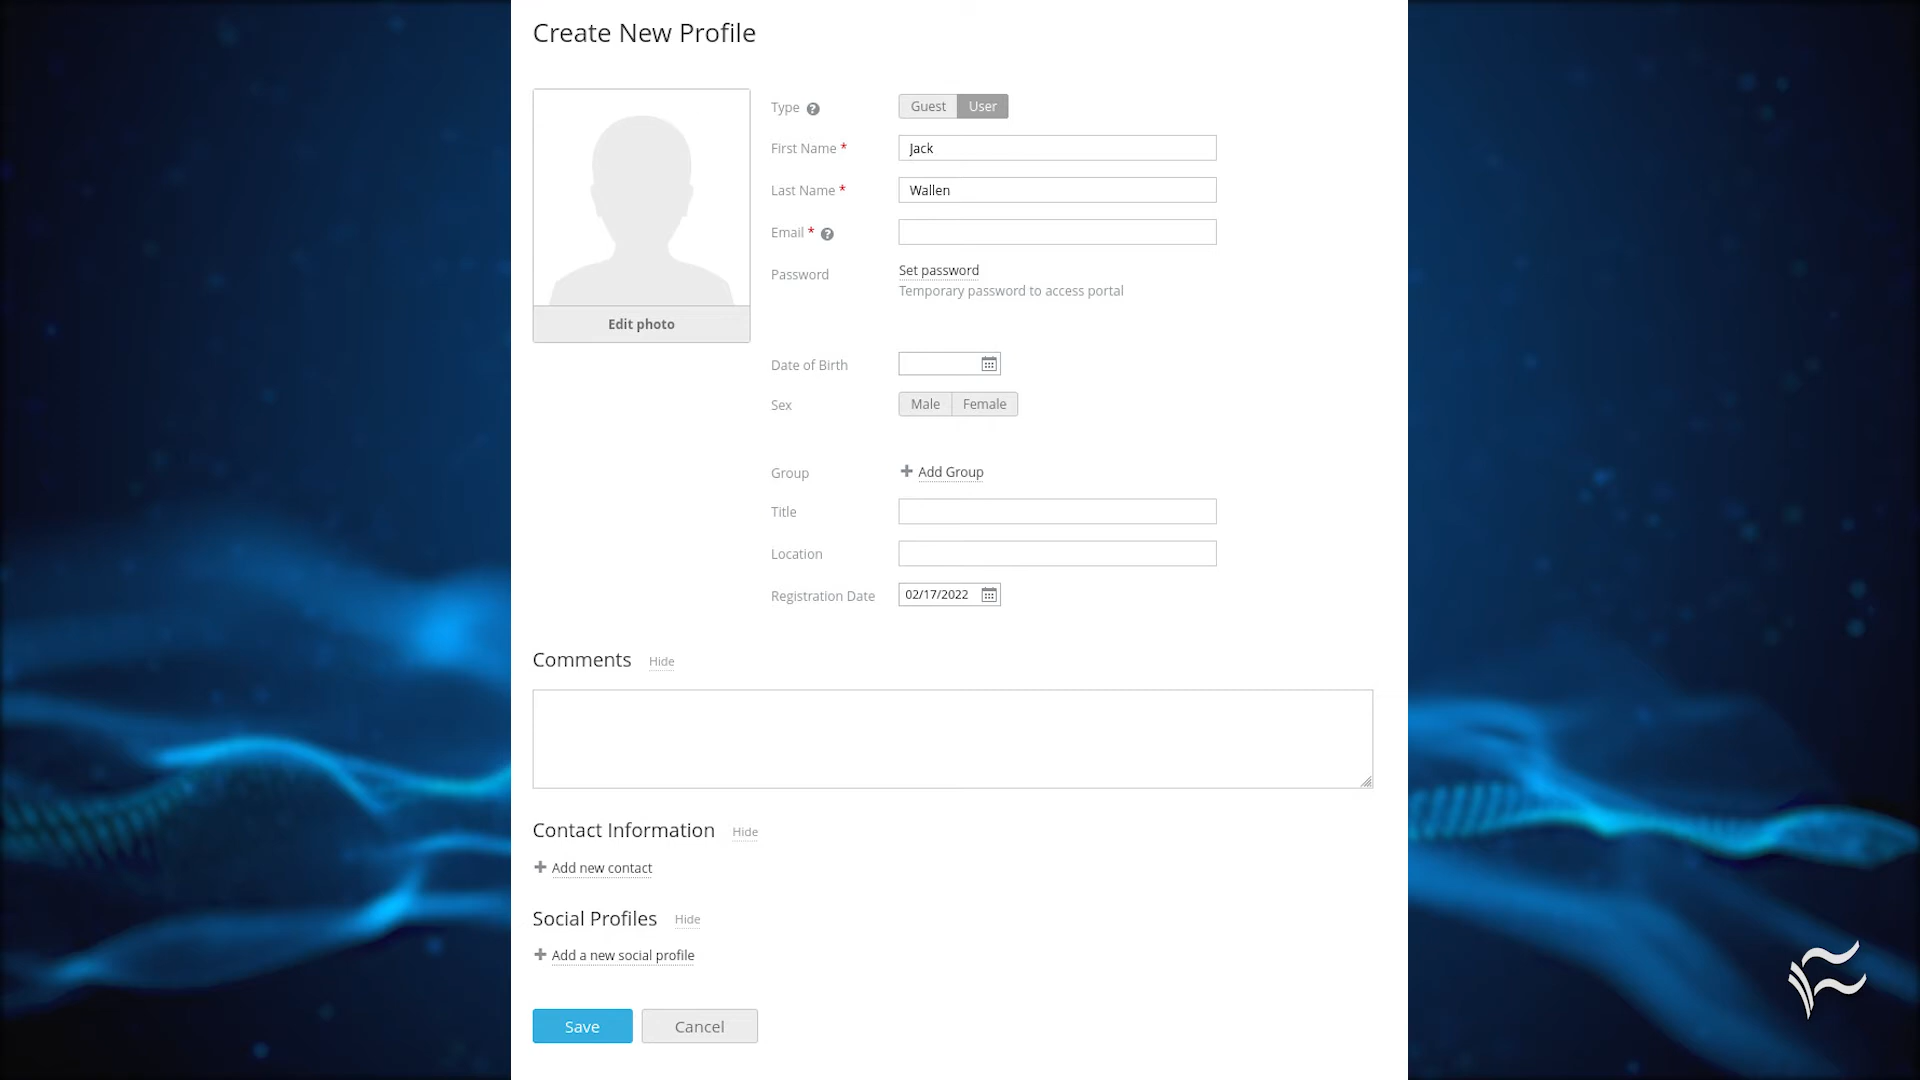 Create New Profile
Type ?
Guest User
First Name * Jack
Last Name * Wallen
Email * ?
Password Set password
Temporary password to access portal
Edit photo
Date of Birth
Sex Male Female
Group + Add Group
Title
Location
Registration Date 02/17/2022
Comments Hide
Contact Information Hide
+ Add new contact
Social Profiles Hide
+ Add a new social profile
Save Cancel